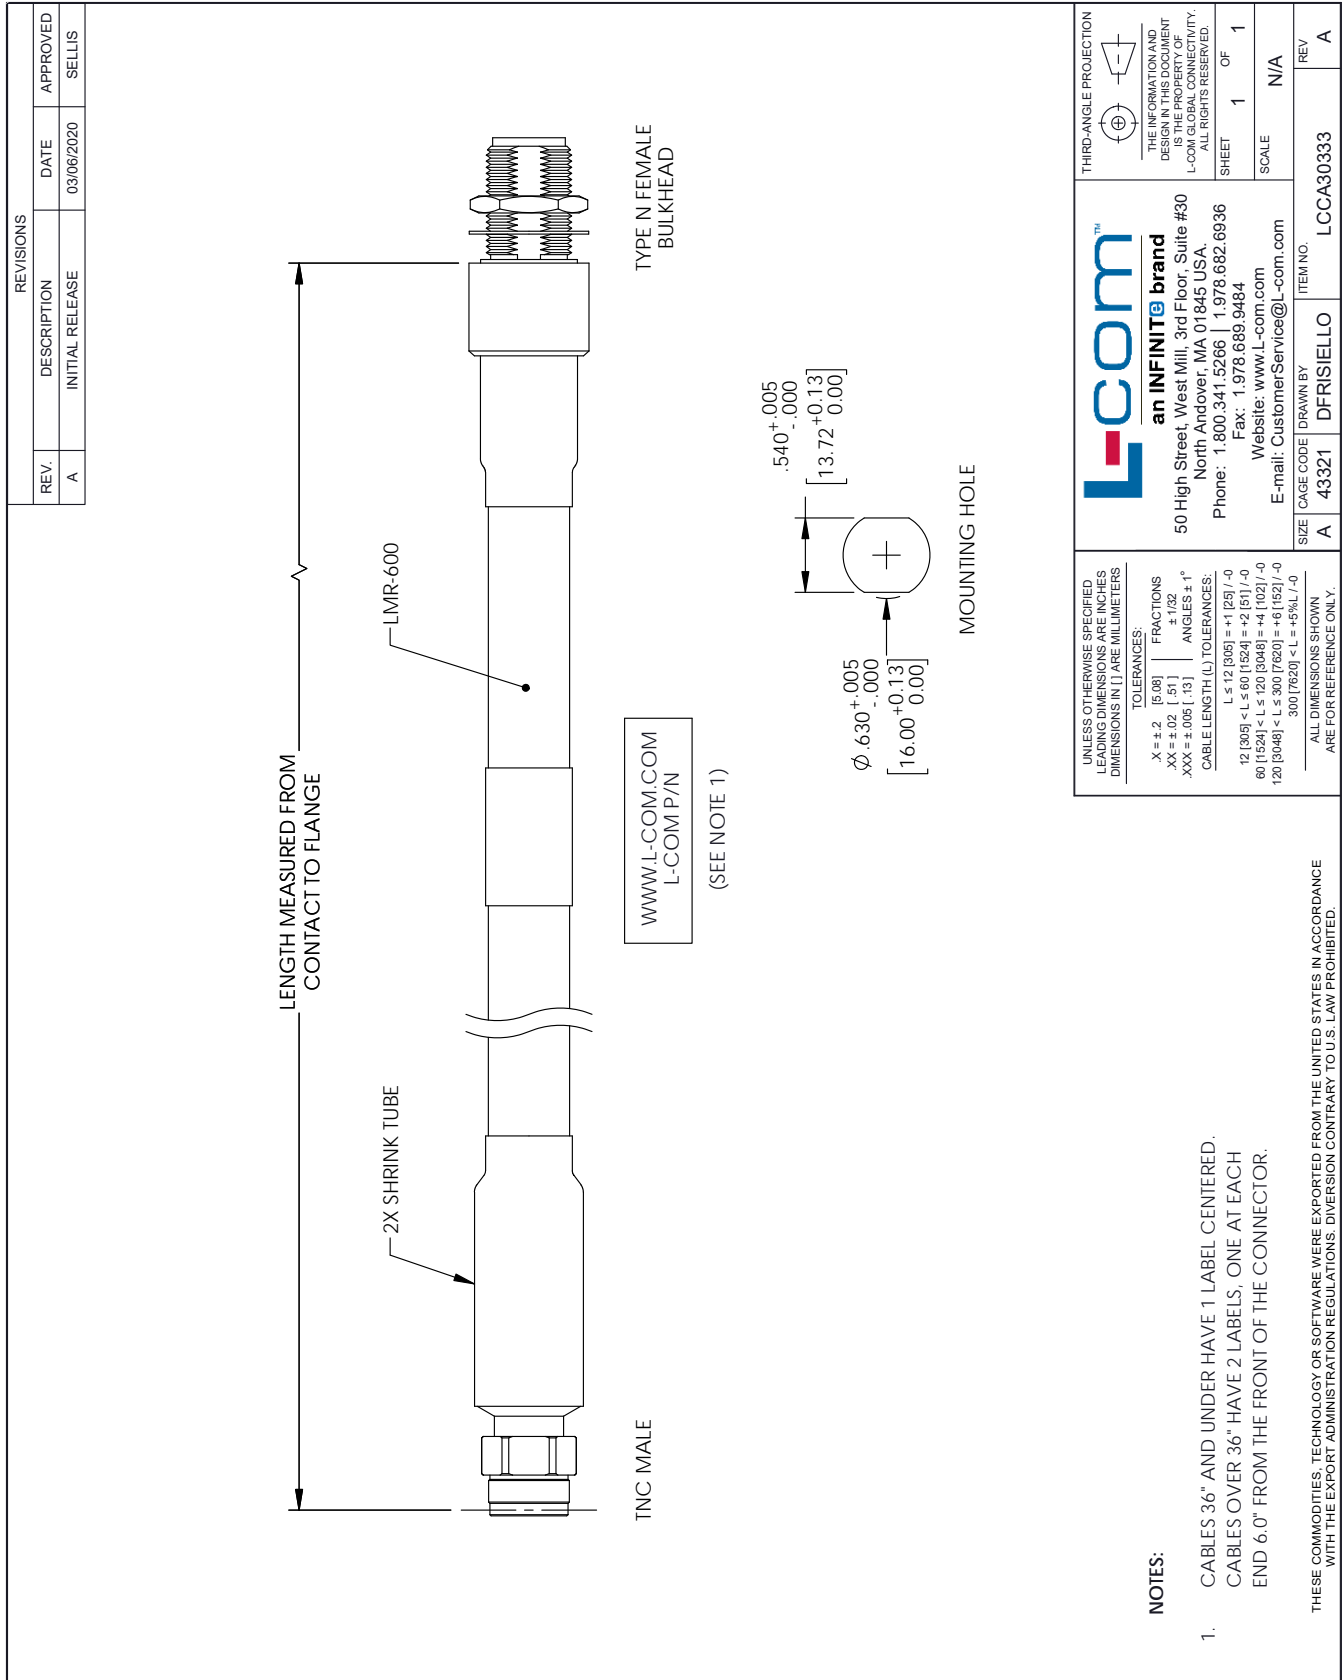 REVISIONS
REV. DESCRIPTION DATE APPROVED
A INITIAL RELEASE 03/06/2020 SELLIS
LENGTH MEASURED FROM
CONTACT TO FLANGE
2X SHRINK TUBE
LMR-600
TNC MALE
TYPE N FEMALE
BULKHEAD
WWW.L-COM.COM
L-COM P/N
(SEE NOTE 1)
.540 +.005
-.000
[13.72 +0.13
0.00]
Ø .630 +.005
-.000
[16.00 +0.13
0.00]
MOUNTING HOLE
NOTES:
1. CABLES 36" AND UNDER HAVE 1 LABEL CENTERED.
CABLES OVER 36" HAVE 2 LABELS, ONE AT EACH
END 6.0" FROM THE FRONT OF THE CONNECTOR.
THESE COMMODITIES, TECHNOLOGY OR SOFTWARE WERE EXPORTED FROM THE UNITED STATES IN ACCORDANCE
WITH THE EXPORT ADMINISTRATION REGULATIONS. DIVERSION CONTRARY TO U.S. LAW PROHIBITED.
UNLESS OTHERWISE SPECIFIED
LEADING DIMENSIONS ARE INCHES
DIMENSIONS IN [ ] ARE MILLIMETERS
TOLERANCES:
.X = ±.2 [5.08] FRACTIONS
.XX = ±.02 [.51] ± 1/32
.XXX = ±.005 [.13] ANGLES ± 1°
CABLE LENGTH (L) TOLERANCES:
L ≤ 12 [305] = +1 [25] / -0
12 [305] < L ≤ 60 [1524] = +2 [51] / -0
60 [1524] < L ≤ 120 [3048] = +4 [102] / -0
120 [3048] < L ≤ 300 [7620] = +6 [152] / -0
300 [7620] < L = +5%L / -0
ALL DIMENSIONS SHOWN
ARE FOR REFERENCE ONLY.
L-com™
an INFINITe brand
50 High Street, West Mill, 3rd Floor, Suite #30
North Andover, MA 01845 USA.
Phone: 1.800.341.5266 | 1.978.682.6936
Fax: 1.978.689.9484
Website: www.L-com.com
E-mail: CustomerService@L-com.com
THIRD-ANGLE PROJECTION
THE INFORMATION AND
DESIGN IN THIS DOCUMENT
IS THE PROPERTY OF
L-COM GLOBAL CONNECTIVITY.
ALL RIGHTS RESERVED.
SHEET 1 OF 1
SCALE N/A
SIZE A
CAGE CODE 43321
DRAWN BY DFRISIELLO
ITEM NO. LCCA30333
REV A